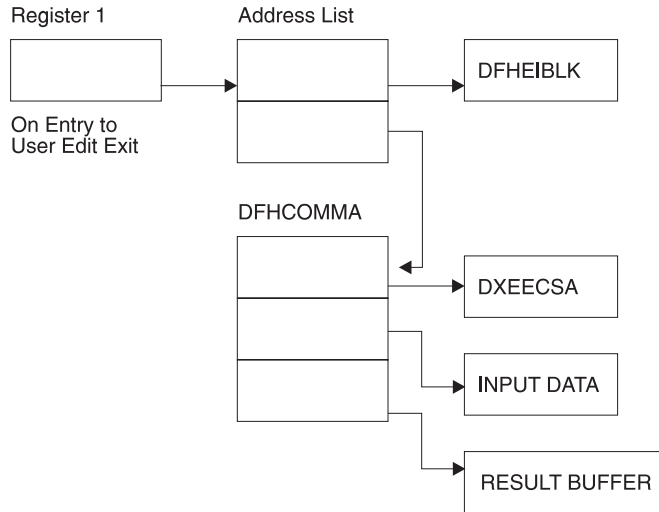 Register 1
Address List
DFHEIBLK
On Entry to
User Edit Exit
DFHCOMMA
DXEECSA
INPUT DATA
RESULT BUFFER